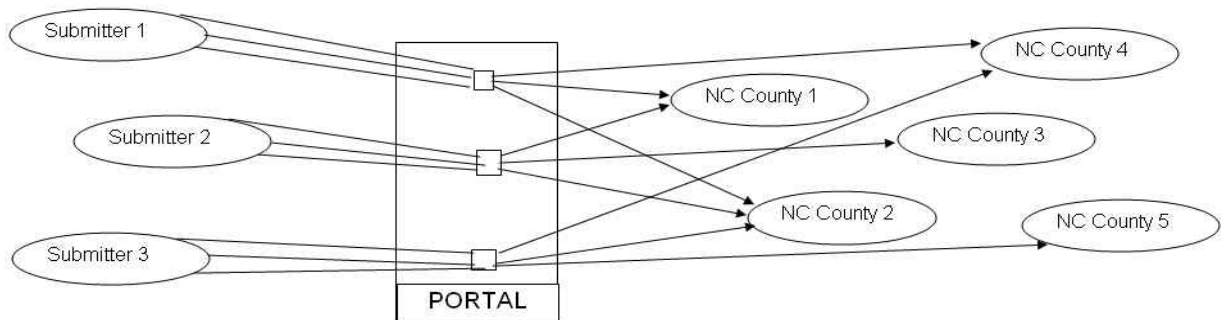 Submitter 1
Submitter 2
Submitter 3
PORTAL
NC County 4
NC County 1
NC County 3
NC County 2
NC County 5